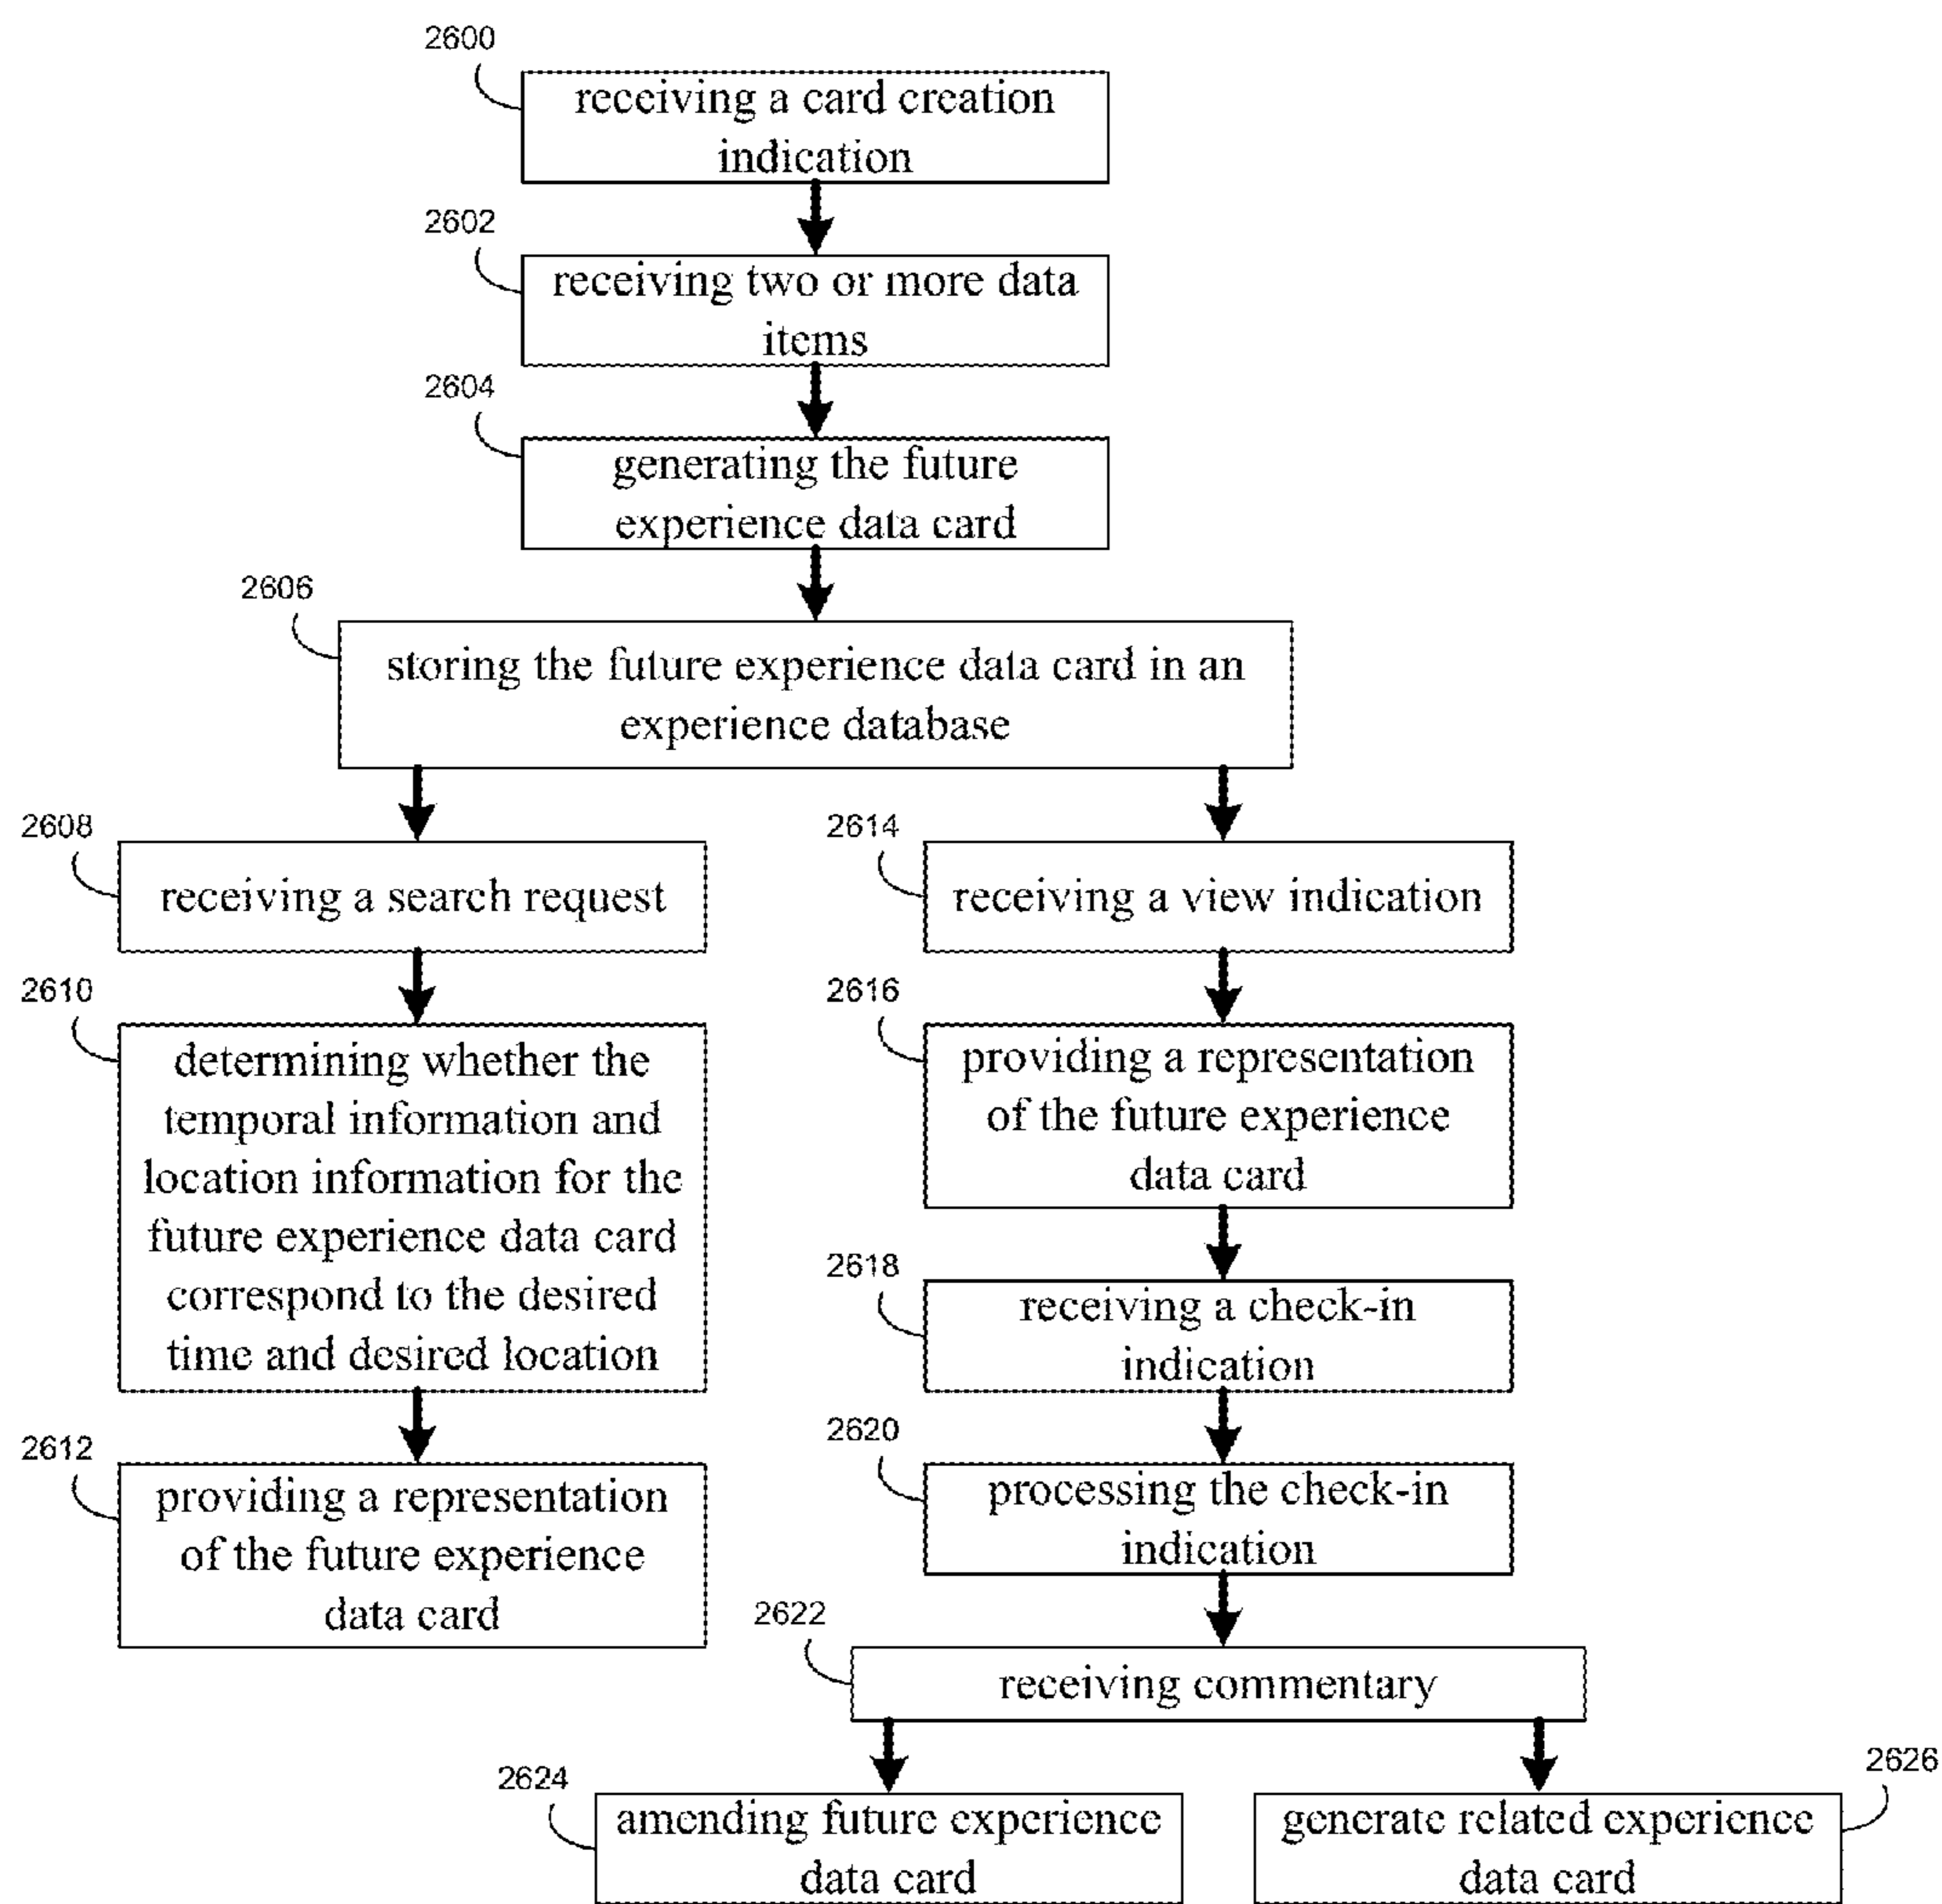 2600
receiving a card creation
indication
2602
receiving two or more data
items
2604
generating the future
experience data card
2606
storing the future experience data card in an
experience database
2608
receiving a search request
2610
determining whether the
temporal information and
location information for the
future experience data card
correspond to the desired
time and desired location
2612
providing a representation
of the future experience
data card
2614
receiving a view indication
2616
providing a representation
of the future experience
data card
2618
receiving a check-in
indication
2620
processing the check-in
indication
2622
receiving commentary
2624
amending future experience
data card
2626
generate related experience
data card